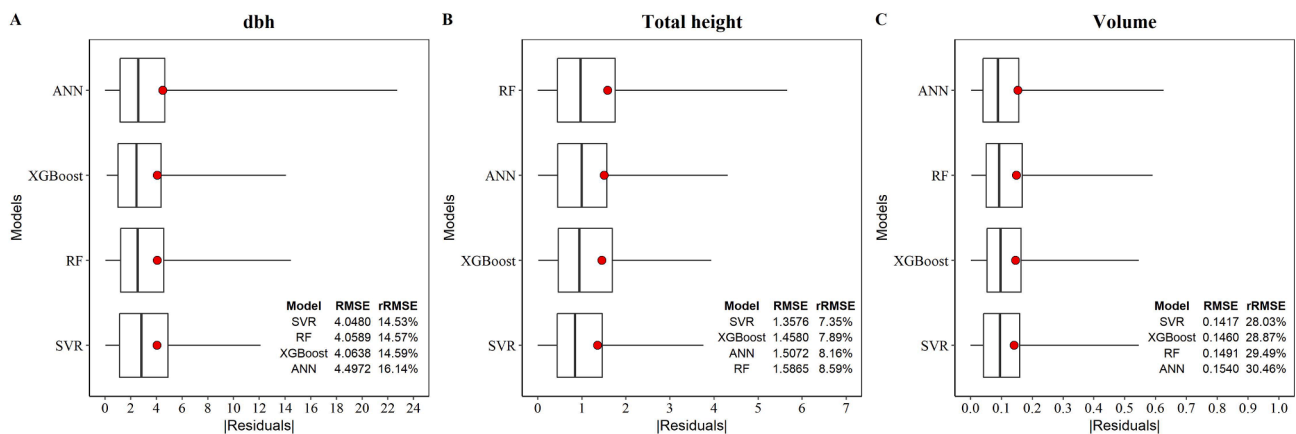 A
dbh
Models
ANN
XGBoost
RF
SVR
Model RMSE rRMSE
SVR 4.0480 14.53%
RF 4.0589 14.57%
XGBoost 4.0638 14.59%
ANN 4.4972 16.14%
0 2 4 6 8 10 12 14 16 18 20 22 24
|Residuals|
B
Total height
Models
RF
ANN
XGBoost
SVR
Model RMSE rRMSE
SVR 1.3576 7.35%
XGBoost 1.4580 7.89%
ANN 1.5072 8.16%
RF 1.5865 8.59%
0 1 2 3 4 5 6 7
|Residuals|
C
Volume
Models
ANN
RF
XGBoost
SVR
Model RMSE rRMSE
SVR 0.1417 28.03%
XGBoost 0.1460 28.87%
RF 0.1491 29.49%
ANN 0.1540 30.46%
0.0 0.1 0.2 0.3 0.4 0.5 0.6 0.7 0.8 0.9 1.0
|Residuals|